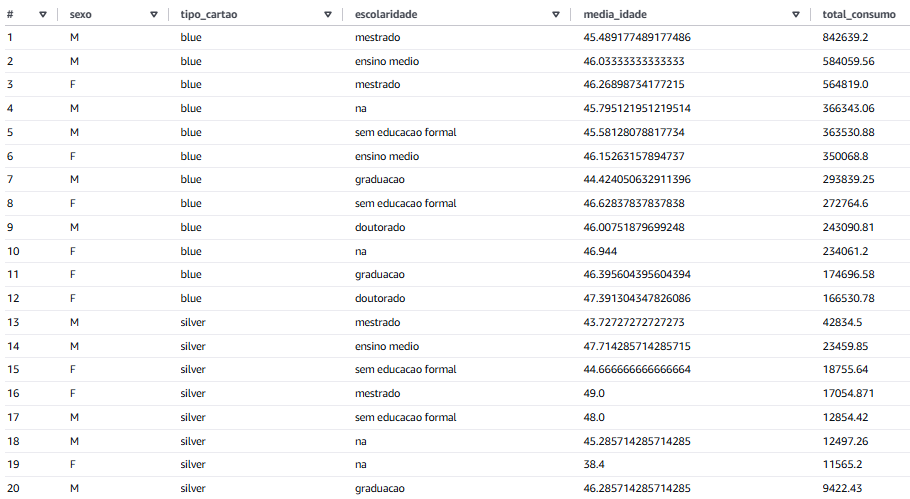 # sexo tipo_cartao escolaridade media_idade total_consumo
1 M blue mestrado 45.489177489177486 842639.2
2 M blue ensino medio 46.03333333333333 584059.56
3 F blue mestrado 46.26898734177215 564819.0
4 M blue na 45.795121951219514 366343.06
5 M blue sem educacao formal 45.58128078817734 363530.88
6 F blue ensino medio 46.15263157894737 350068.8
7 M blue graduacao 44.424050632911396 293839.25
8 F blue sem educacao formal 46.62837837837838 272764.6
9 M blue doutorado 46.00751879699248 243090.81
10 F blue na 46.944 234061.2
11 F blue graduacao 46.395604395604394 174696.58
12 F blue doutorado 47.391304347826086 166530.78
13 M silver mestrado 43.72727272727273 42834.5
14 M silver ensino medio 47.714285714285715 23459.85
15 F silver sem educacao formal 44.666666666666664 18755.64
16 F silver mestrado 49.0 17054.871
17 M silver sem educacao formal 48.0 12854.42
18 M silver na 45.285714285714285 12497.26
19 F silver na 38.4 11565.2
20 M silver graduacao 46.285714285714285 9422.43